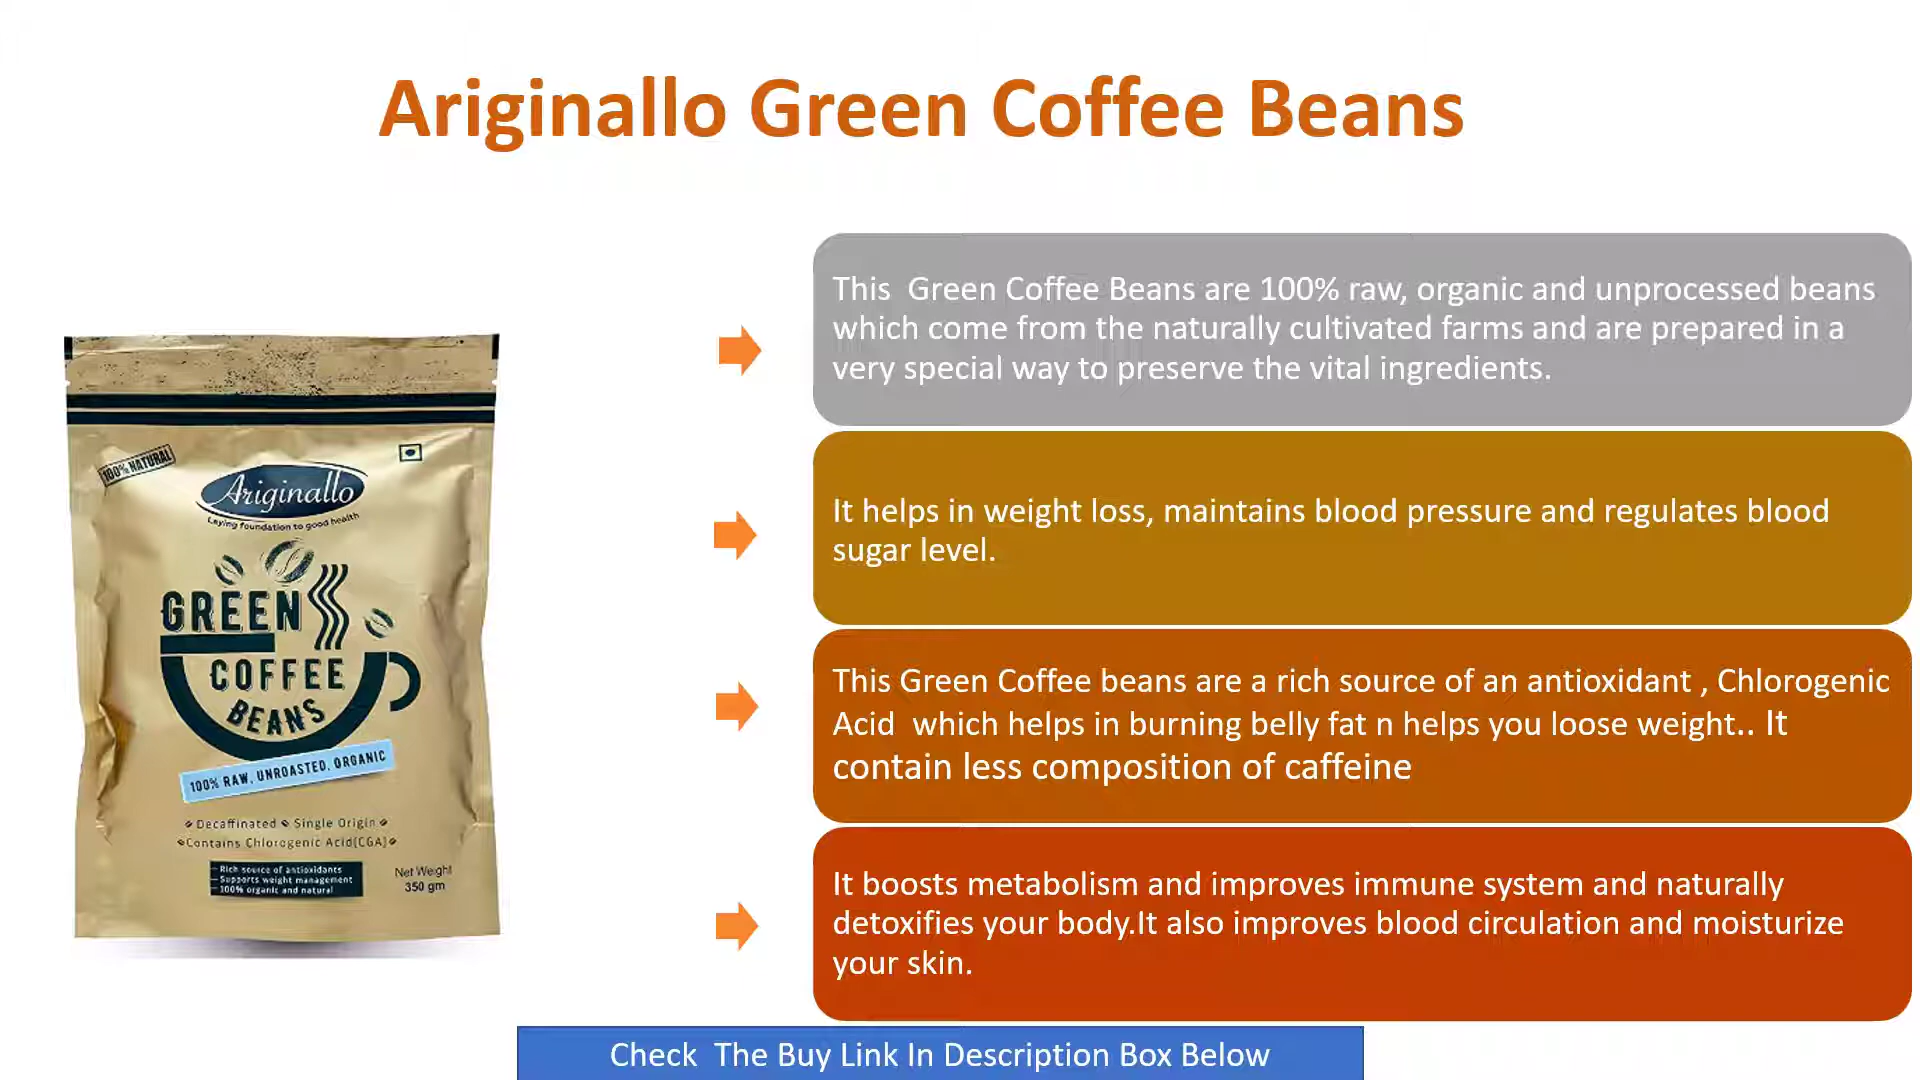 Ariginallo Green Coffee Beans
This  Green Coffee Beans are 100% raw, organic and unprocessed beans
which come from the naturally cultivated farms and are prepared in a
very special way to preserve the vital ingredients.
It helps in weight loss, maintains blood pressure and regulates blood
sugar level.
This Green Coffee beans are a rich source of an antioxidant , Chlorogenic
Acid  which helps in burning belly fat n helps you loose weight.. It
contain less composition of caffeine
It boosts metabolism and improves immune system and naturally
detoxifies your body.It also improves blood circulation and moisturize
your skin.
100% NATURAL
Ariginallo
Laying foundation to good health
GREEN
COFFEE
BEANS
100% RAW, UNROASTED, ORGANIC
Decaffinated Single Origin
Contains Chlorogenic Acid[CGA]
Rich source of antioxidants
Supports weight management
100% organic and natural
Net Weight
350 gm
Check  The Buy Link In Description Box Below